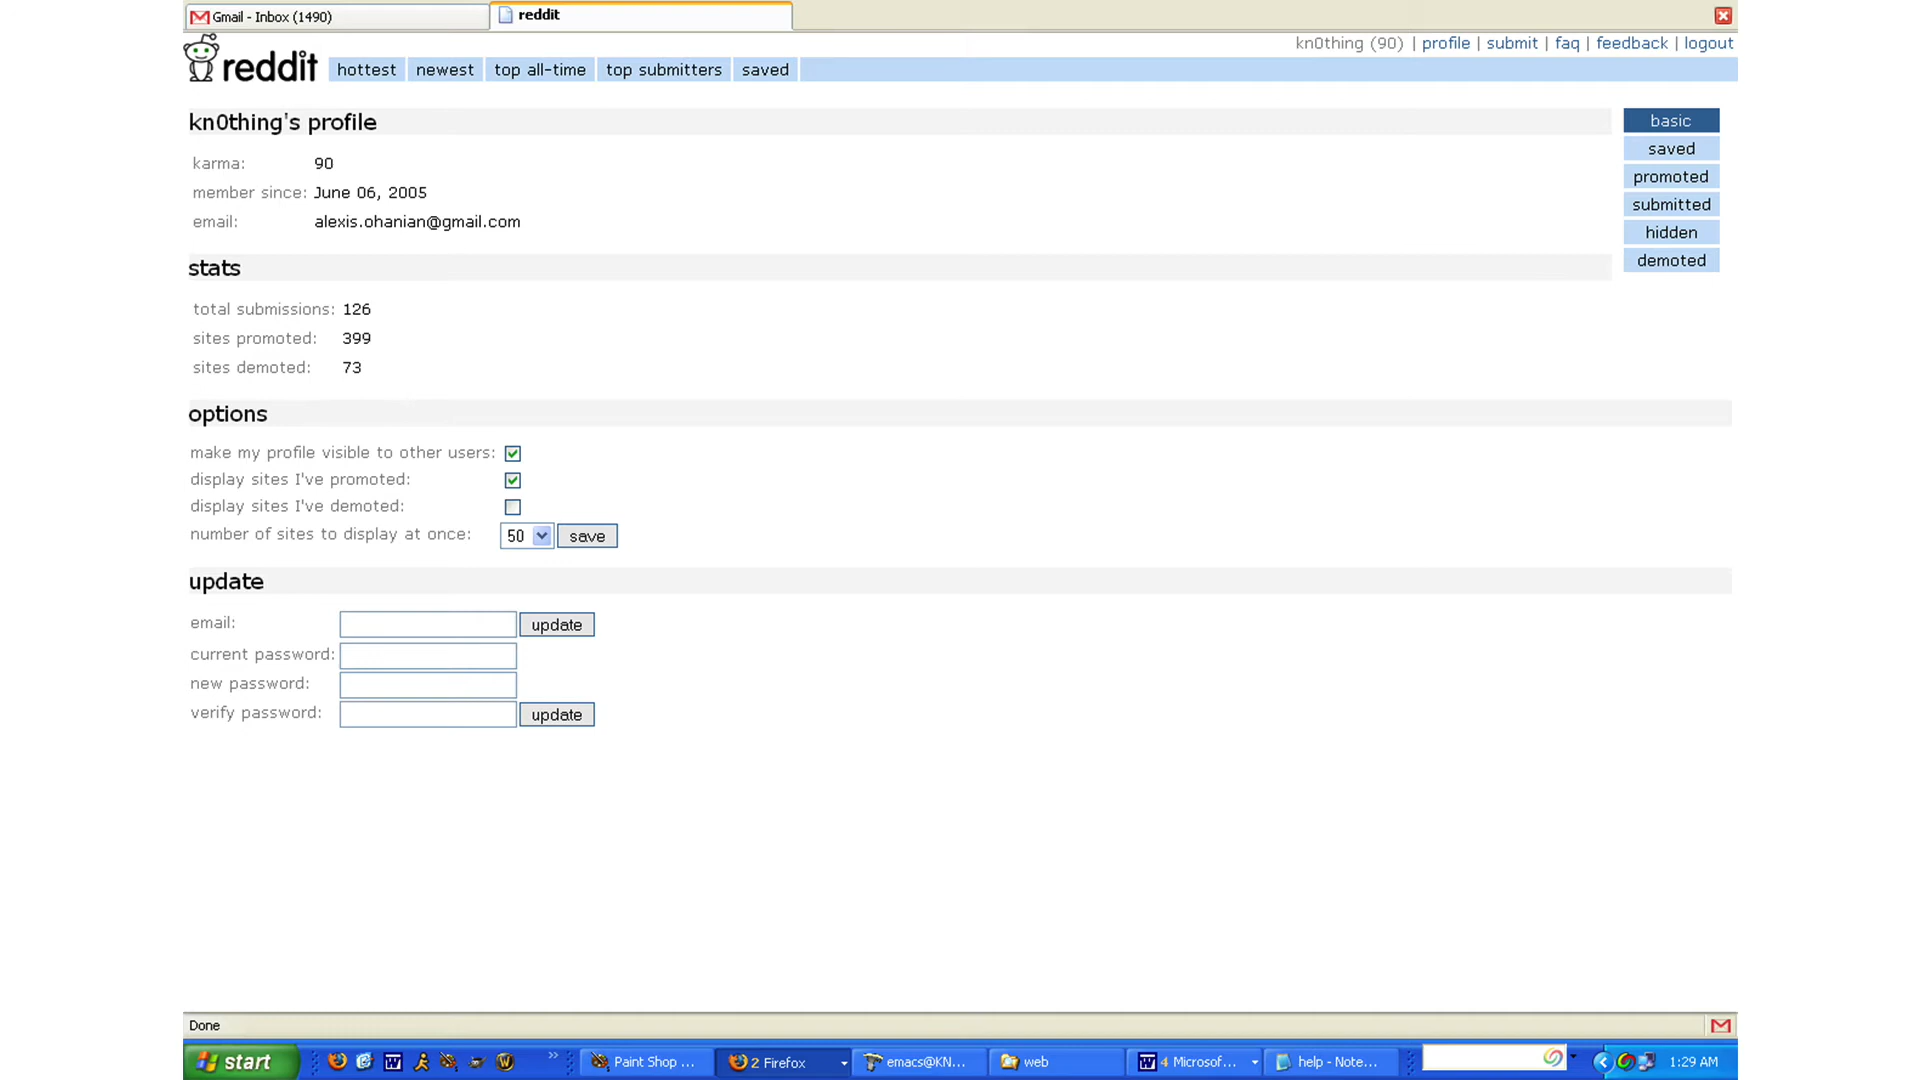 Gmail - Inbox (1490)
reddit
kn0thing (90) | profile | submit | faq | feedback | logout
reddit
hottest newest top all-time top submitters saved
kn0thing's profile
basic
karma: 90
saved
member since: June 06, 2005
promoted
email: alexis.ohanian@gmail.com
submitted
hidden
demoted
stats
total submissions: 126
sites promoted: 399
sites demoted: 73
options
make my profile visible to other users:
display sites I've promoted:
display sites I've demoted:
number of sites to display at once: 50 save
update
email: update
current password:
new password:
verify password: update
Done
start » Paint Shop ... 2 Firefox emacs@KN... web 4 Microsof... help - Note... 1:29 AM